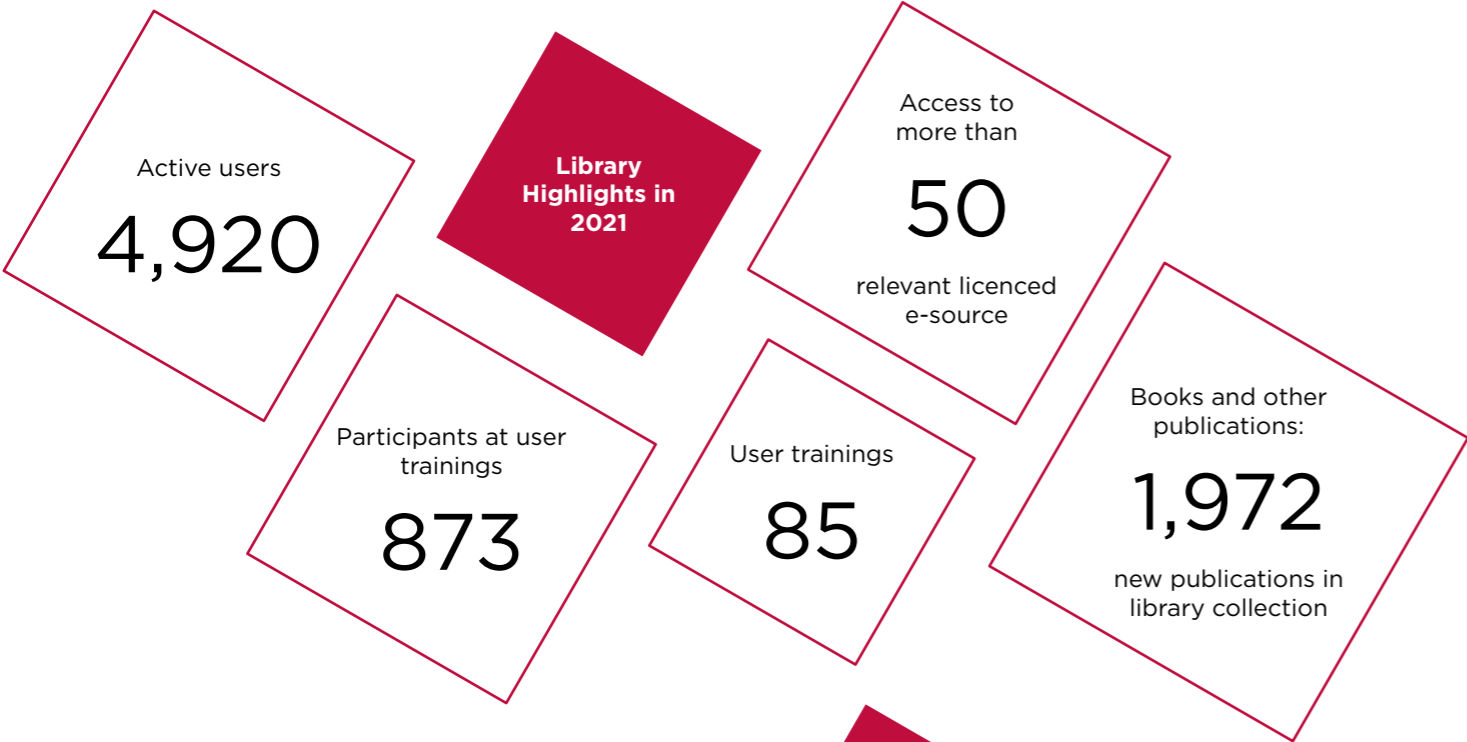 Active users
4,920
Library
Highlights in
2021
Access to
more than
50
relevant licenced
e-source
Participants at user
trainings
873
User trainings
85
Books and other
publications:
1,972
new publications in
library collection